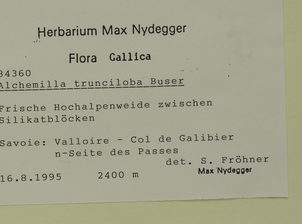 Herbarium Max Nydegger
Flora Gallica
34360
Alchemilla trunciloba Buser
Frische Hochalpenweide zwischen
Silikatblöcken
Savoie: Valloire - Col de Galibier
n-Seite des Passes
det. S. Fröhner
16.8.1995 2400 m Max Nydegger